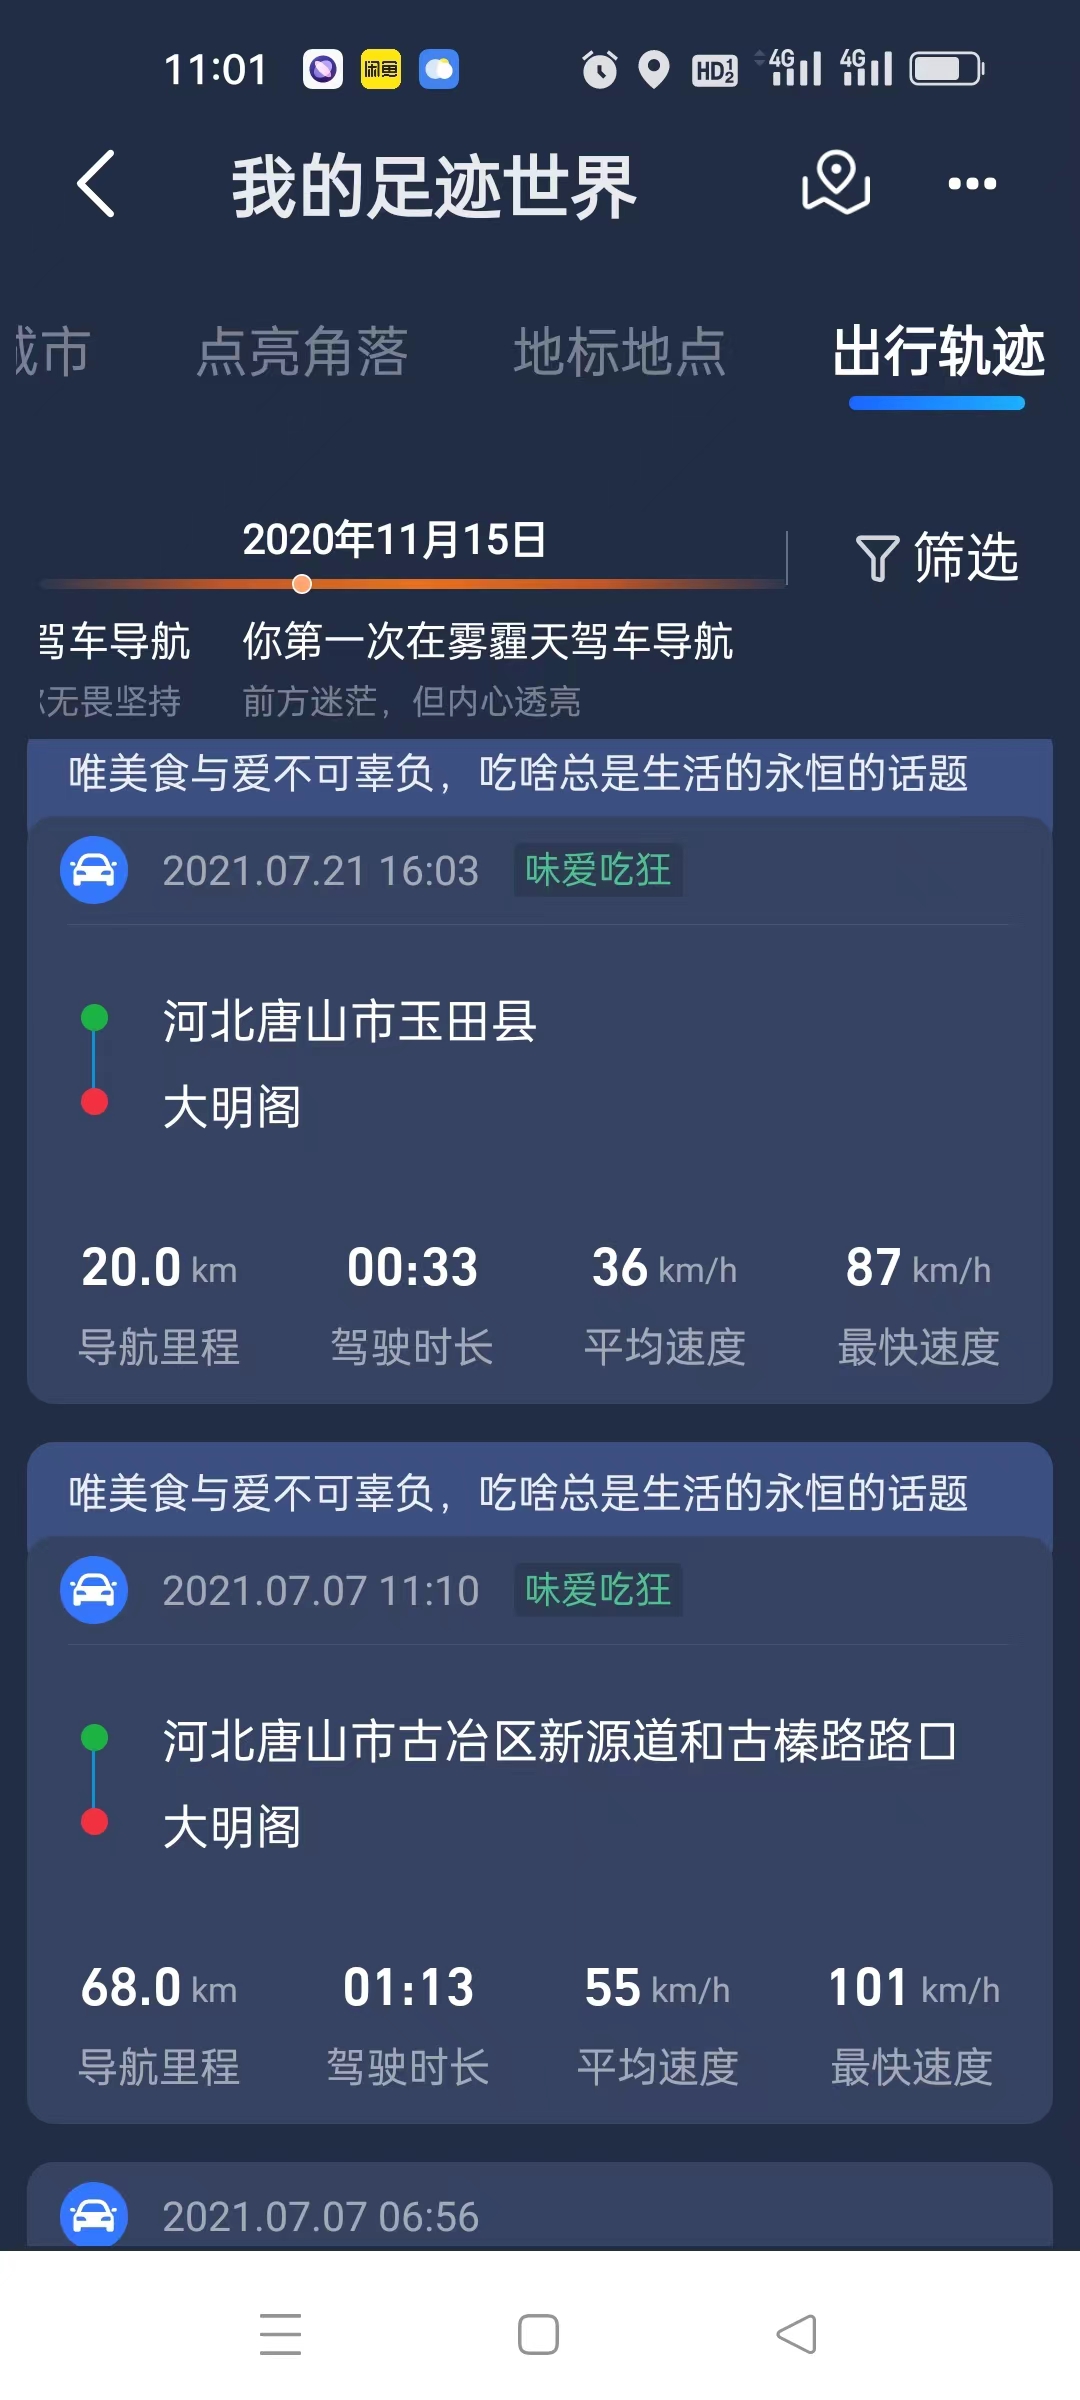 11:01 闲鱼 HD12 4G 4G
我的足迹世界
城市 点亮角落 地标地点 出行轨迹
2020年11月15日
筛选
驾车导航 你第一次在雾霾天驾车导航
无畏坚持 前方迷茫，但内心透亮
唯美食与爱不可辜负，吃啥总是生活的永恒的话题
2021.07.21 16:03 味爱吃狂
河北唐山市玉田县
大明阁
20.0 km 00:33 36 km/h 87 km/h
导航里程 驾驶时长 平均速度 最快速度
唯美食与爱不可辜负，吃啥总是生活的永恒的话题
2021.07.07 11:10 味爱吃狂
河北唐山市古冶区新源道和古榛路路口
大明阁
68.0 km 01:13 55 km/h 101 km/h
导航里程 驾驶时长 平均速度 最快速度
2021.07.07 06:56